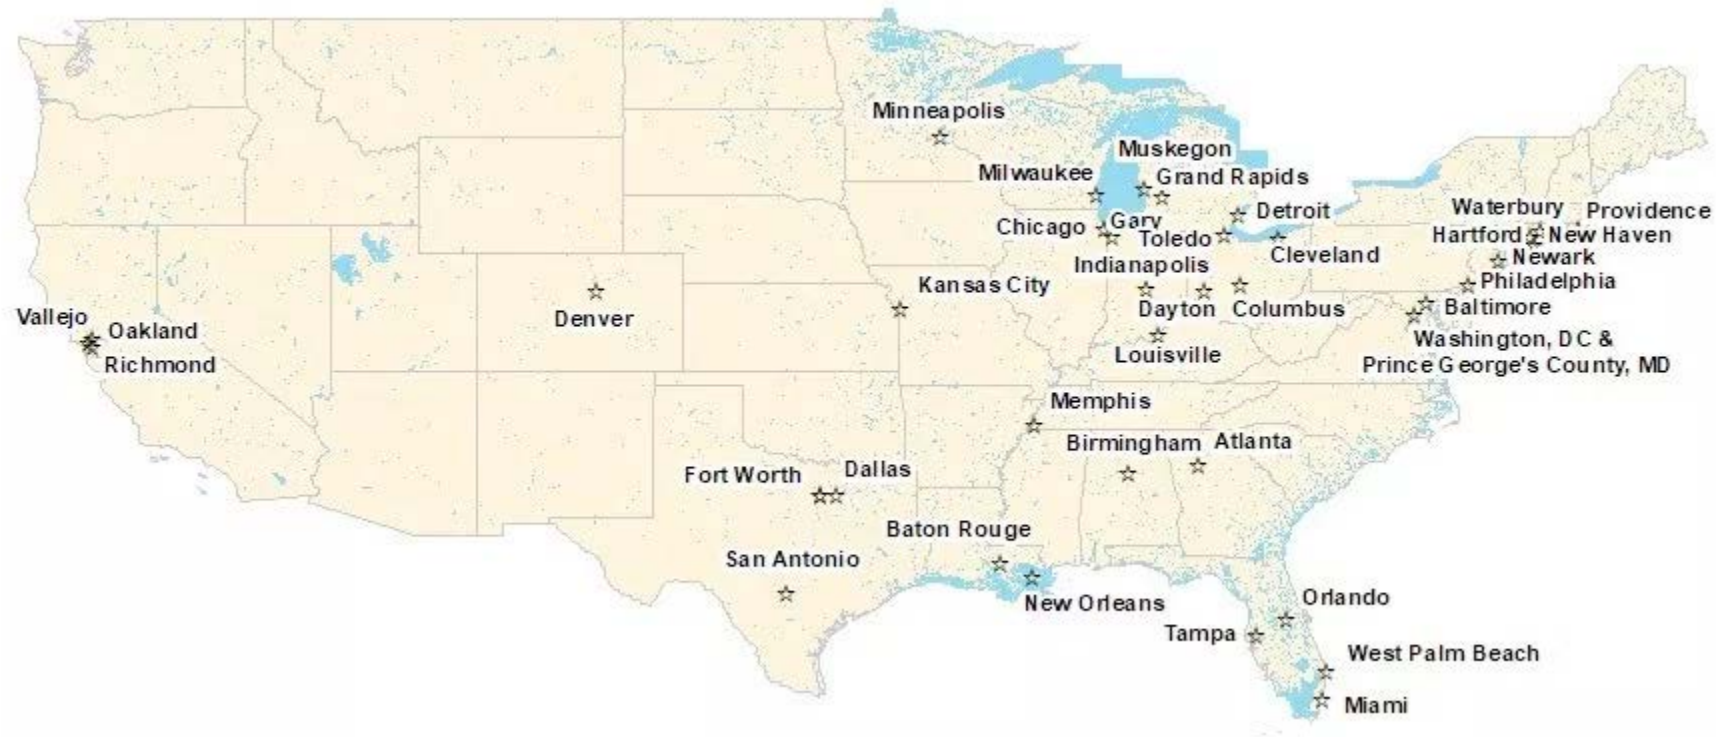 Minneapolis
Muskegon
Milwaukee
Grand Rapids
Waterbury
Providence
Detroit
Chicago
Gary
Toledo
Hartford
New Haven
Cleveland
Newark
Indianapolis
Philadelphia
Kansas City
Dayton
Columbus
Baltimore
Vallejo
Oakland
Denver
Washington, DC &
Prince George's County, MD
Richmond
Louisville
Memphis
Birmingham
Atlanta
Fort Worth
Dallas
Baton Rouge
San Antonio
New Orleans
Orlando
Tampa
West Palm Beach
Miami